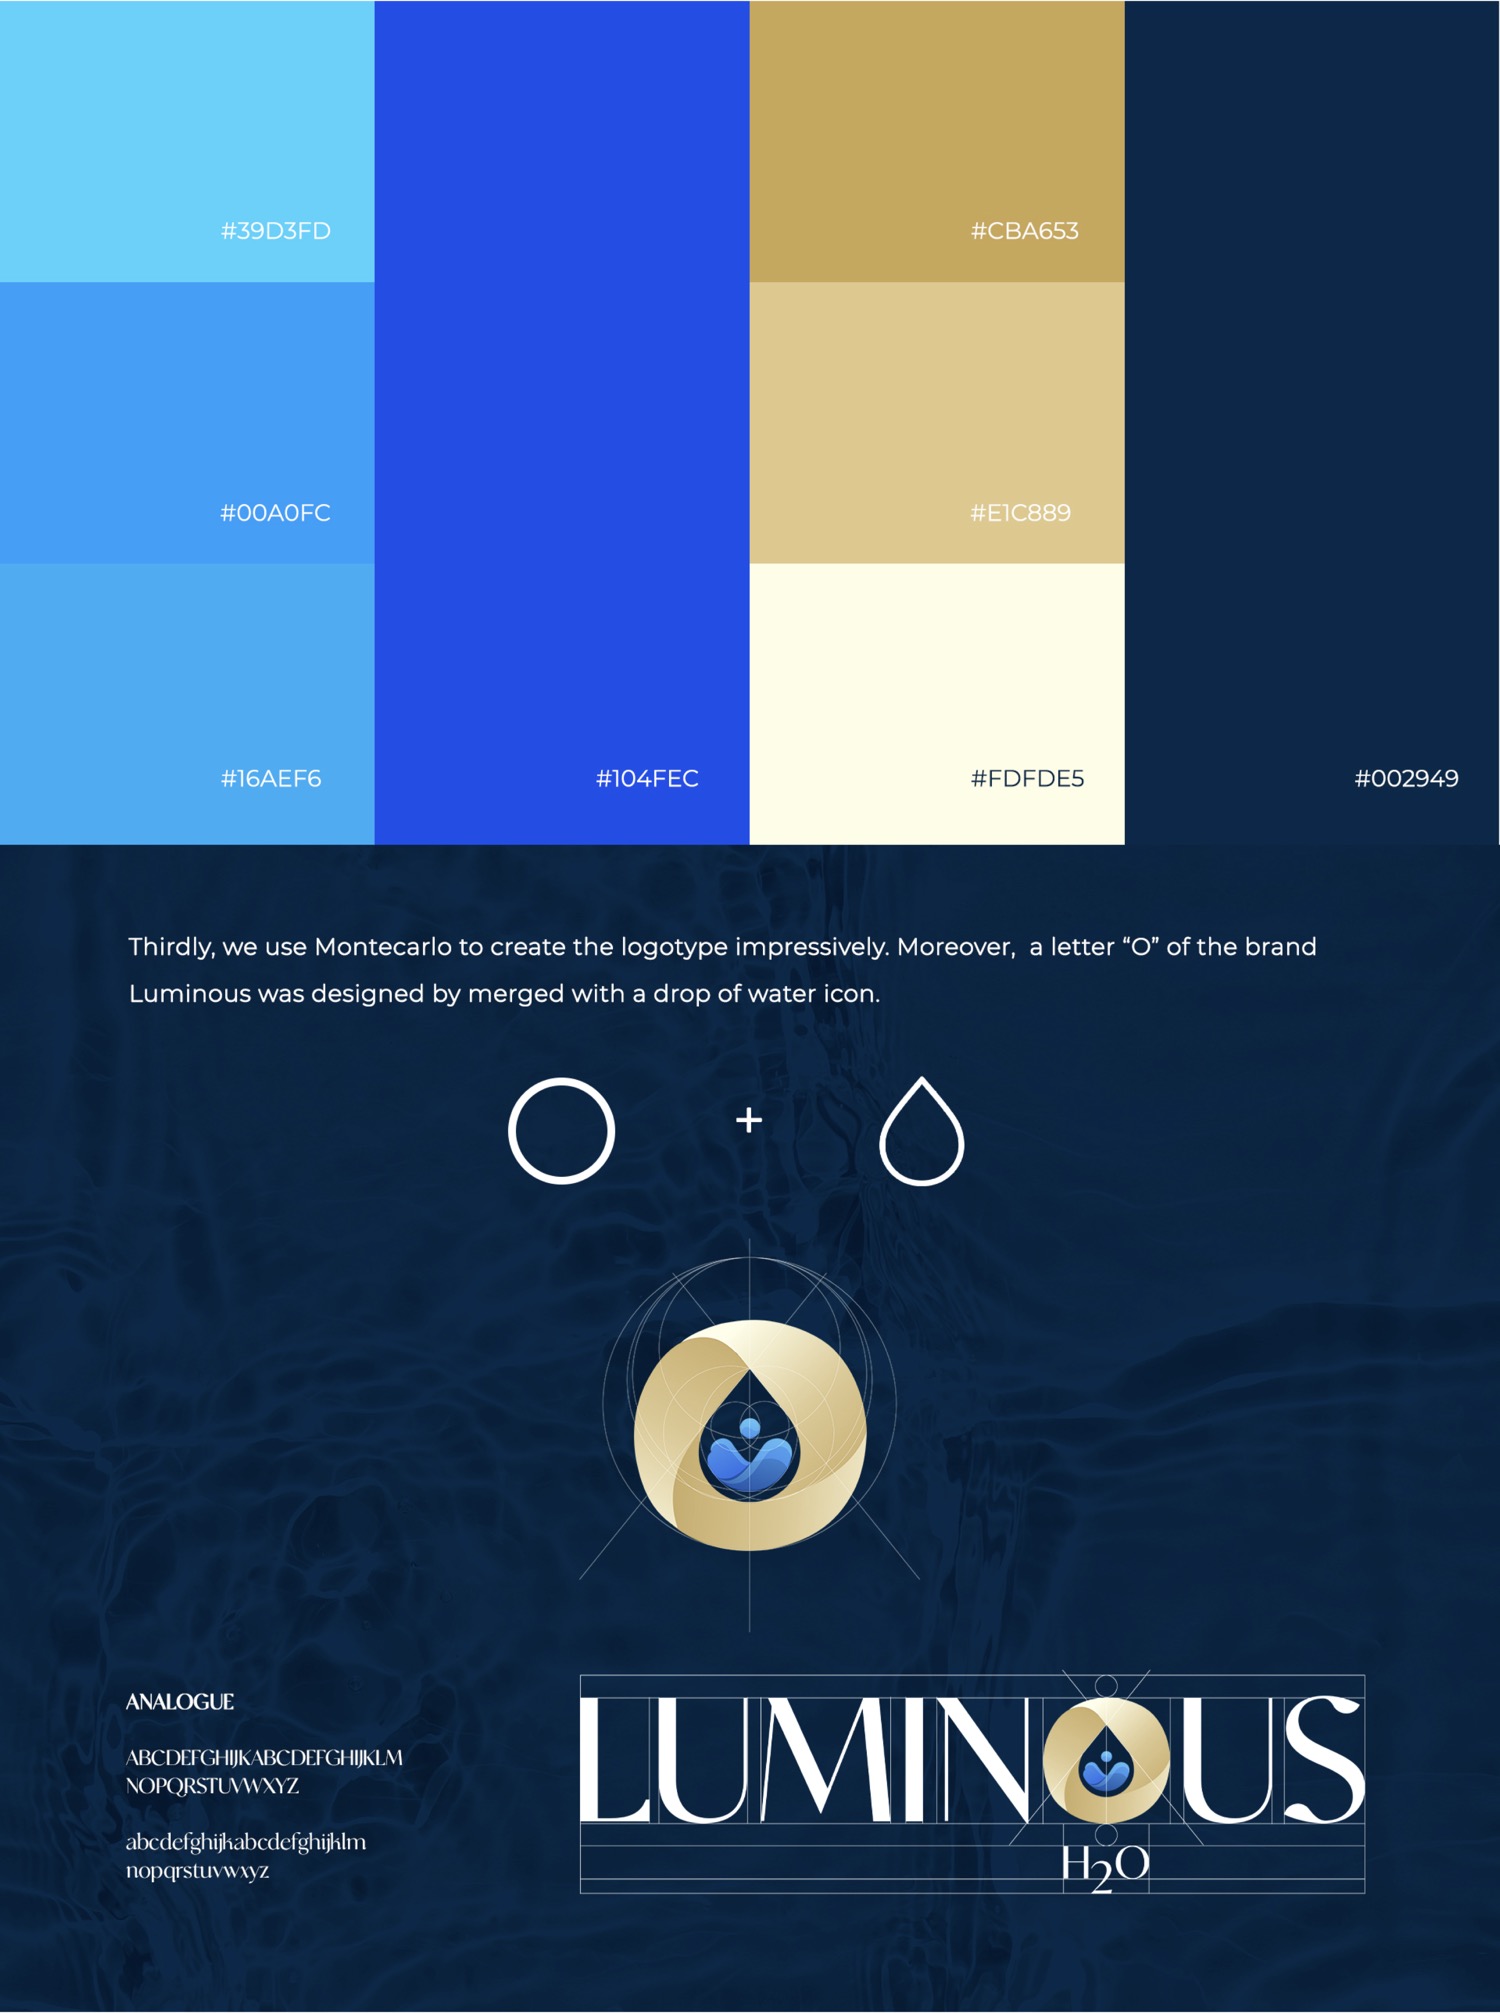 #39D3FD
#CBA653
#00A0FC
#E1C889
#16AEF6
#104FEC
#FDFDE5
#002949
Thirdly, we use Montecarlo to create the logotype impressively. Moreover,  a letter “O” of the brand
Luminous was designed by merged with a drop of water icon.
+
ANALOGUE
ABCDEFGHIJKABCDEFGHIJKLM
NOPQRSTUVWXYZ
abcdefghijkabcdefghijklm
nopqrstuvwxyz
LUMINOUS
H2O